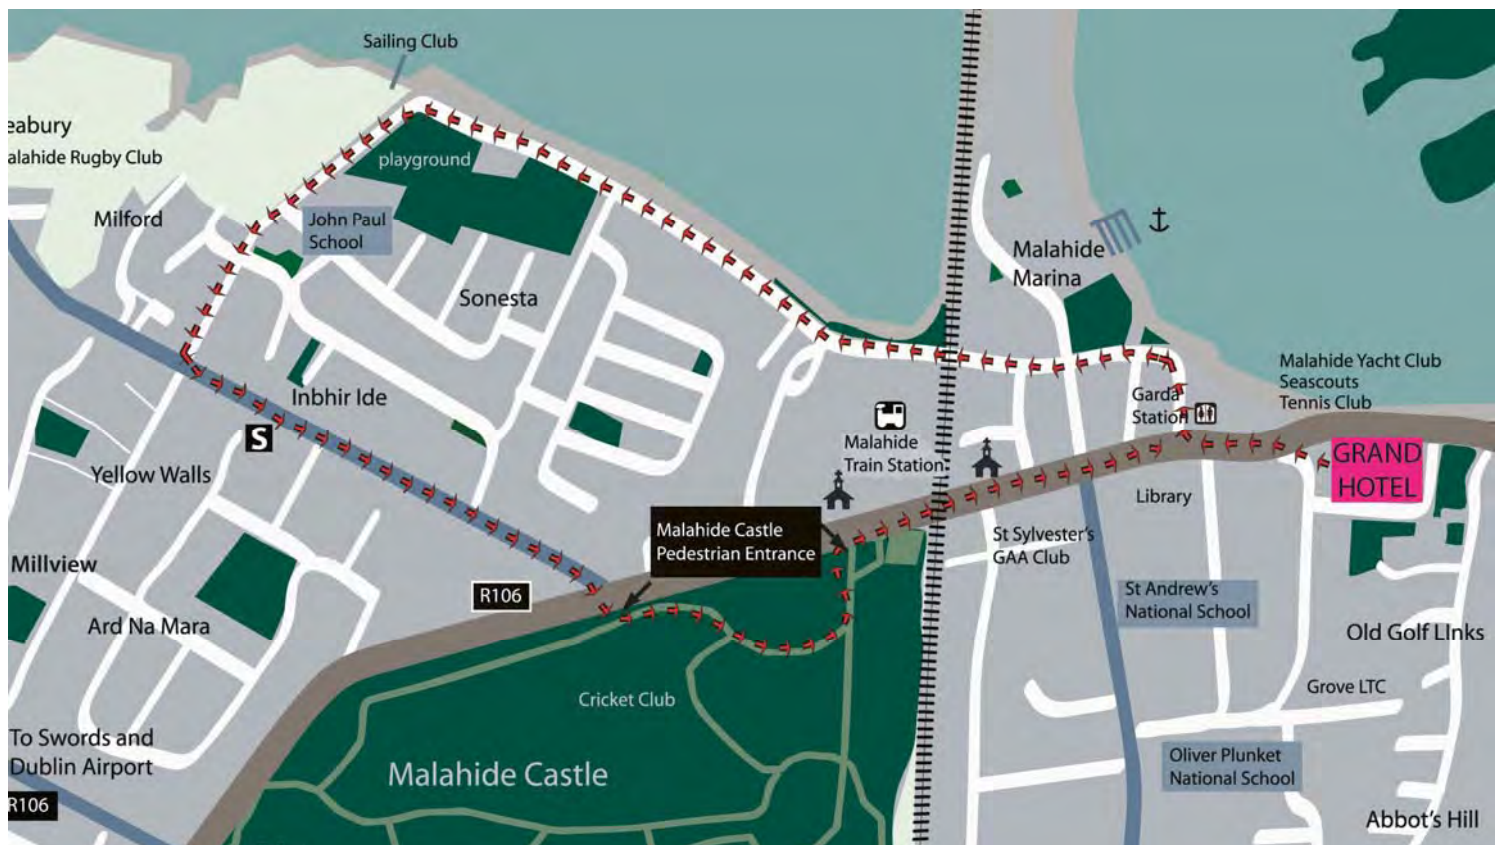 Sailing Club
eabury
alahide Rugby Club
playground
Milford
John Paul
School
Malahide
Marina
Sonesta
Malahide Yacht Club
Seascouts
Tennis Club
Inbhir Ide
Garda
Station
S
Malahide
Train Station
GRAND
HOTEL
Yellow Walls
Library
Malahide Castle
Pedestrian Entrance
St Sylvester's
GAA Club
Millview
R106
St Andrew's
National School
Ard Na Mara
Old Golf LInks
Cricket Club
Grove LTC
To Swords and
Dublin Airport
Malahide Castle
Oliver Plunket
National School
R106
Abbot's Hill